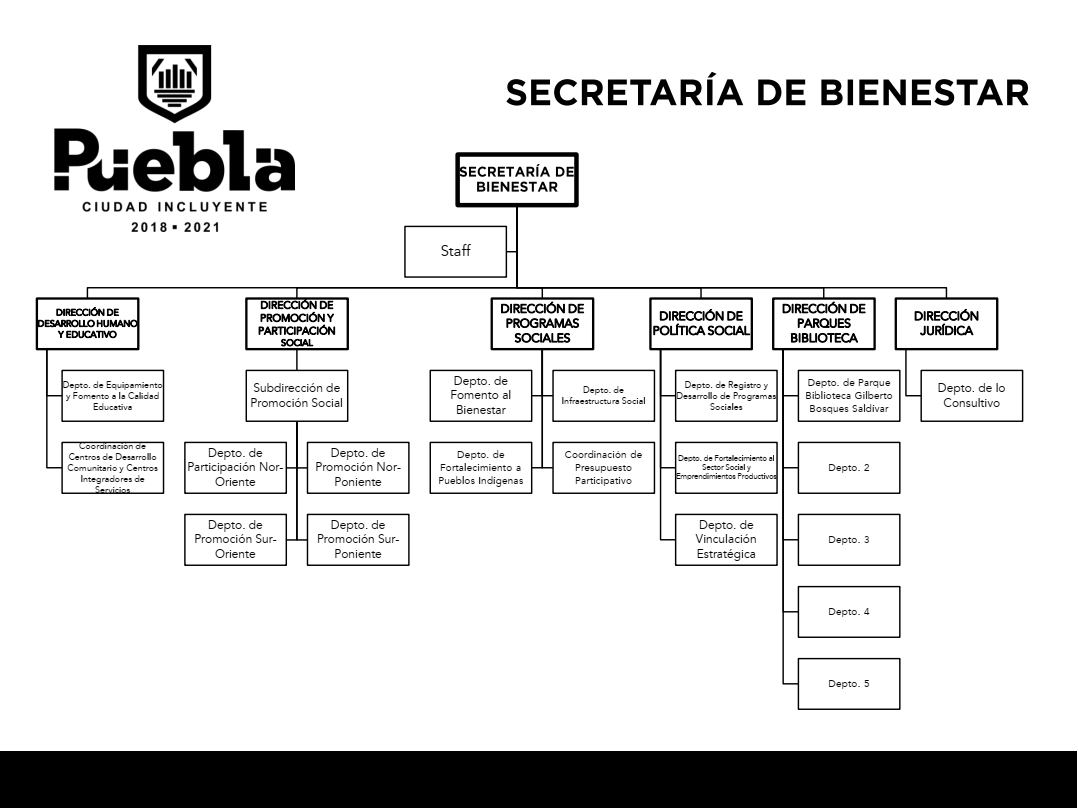 SECRETARÍA DE BIENESTAR
Puebla
CIUDAD INCLUYENTE
2018 ▪ 2021
SECRETARÍA DE
BIENESTAR
Staff
DIRECCIÓN DE
DESARROLLO HUMANO
Y EDUCATIVO
DIRECCIÓN DE
PROMOCIÓN Y
PARTICIPACIÓN
SOCIAL
DIRECCIÓN DE
PROGRAMAS
SOCIALES
DIRECCIÓN DE
POLÍTICA SOCIAL
DIRECCIÓN DE
PARQUES
BIBLIOTECA
DIRECCIÓN
JURÍDICA
Depto. de Equipamiento
y Fomento a la Calidad
Educativa
Subdirección de
Promoción Social
Depto. de
Fomento al
Bienestar
Depto. de
Infraestructura Social
Depto. de Registro y
Desarrollo de Programas
Sociales
Depto. de Parque
Biblioteca Gilberto
Bosques Saldívar
Depto. de lo
Consultivo
Coordinación de
Centros de Desarrollo
Comunitario y Centros
Integradores de
Servicios
Depto. de
Participación Nor-
Oriente
Depto. de
Promoción Nor-
Poniente
Depto. de
Fortalecimiento a
Pueblos Indígenas
Coordinación de
Presupuesto
Participativo
Depto. de Fortalecimiento al
Sector Social y
Emprendimientos Productivos
Depto. 2
Depto. de
Promoción Sur-
Oriente
Depto. de
Promoción Sur-
Poniente
Depto. de
Vinculación
Estratégica
Depto. 3
Depto. 4
Depto. 5